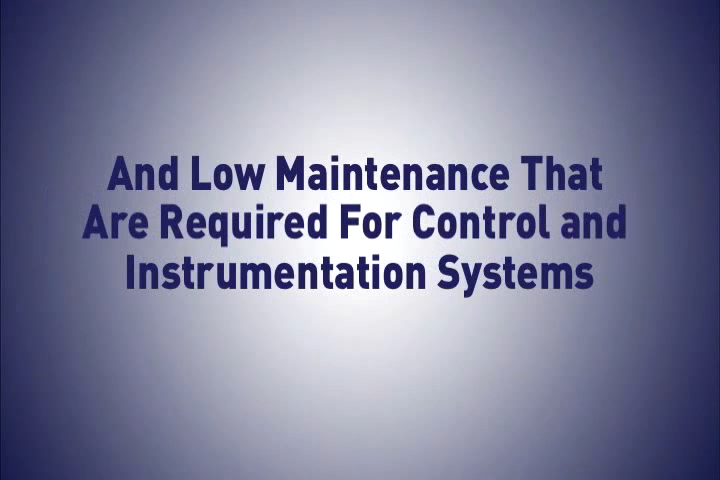 And Low Maintenance That
Are Required For Control and
Instrumentation Systems